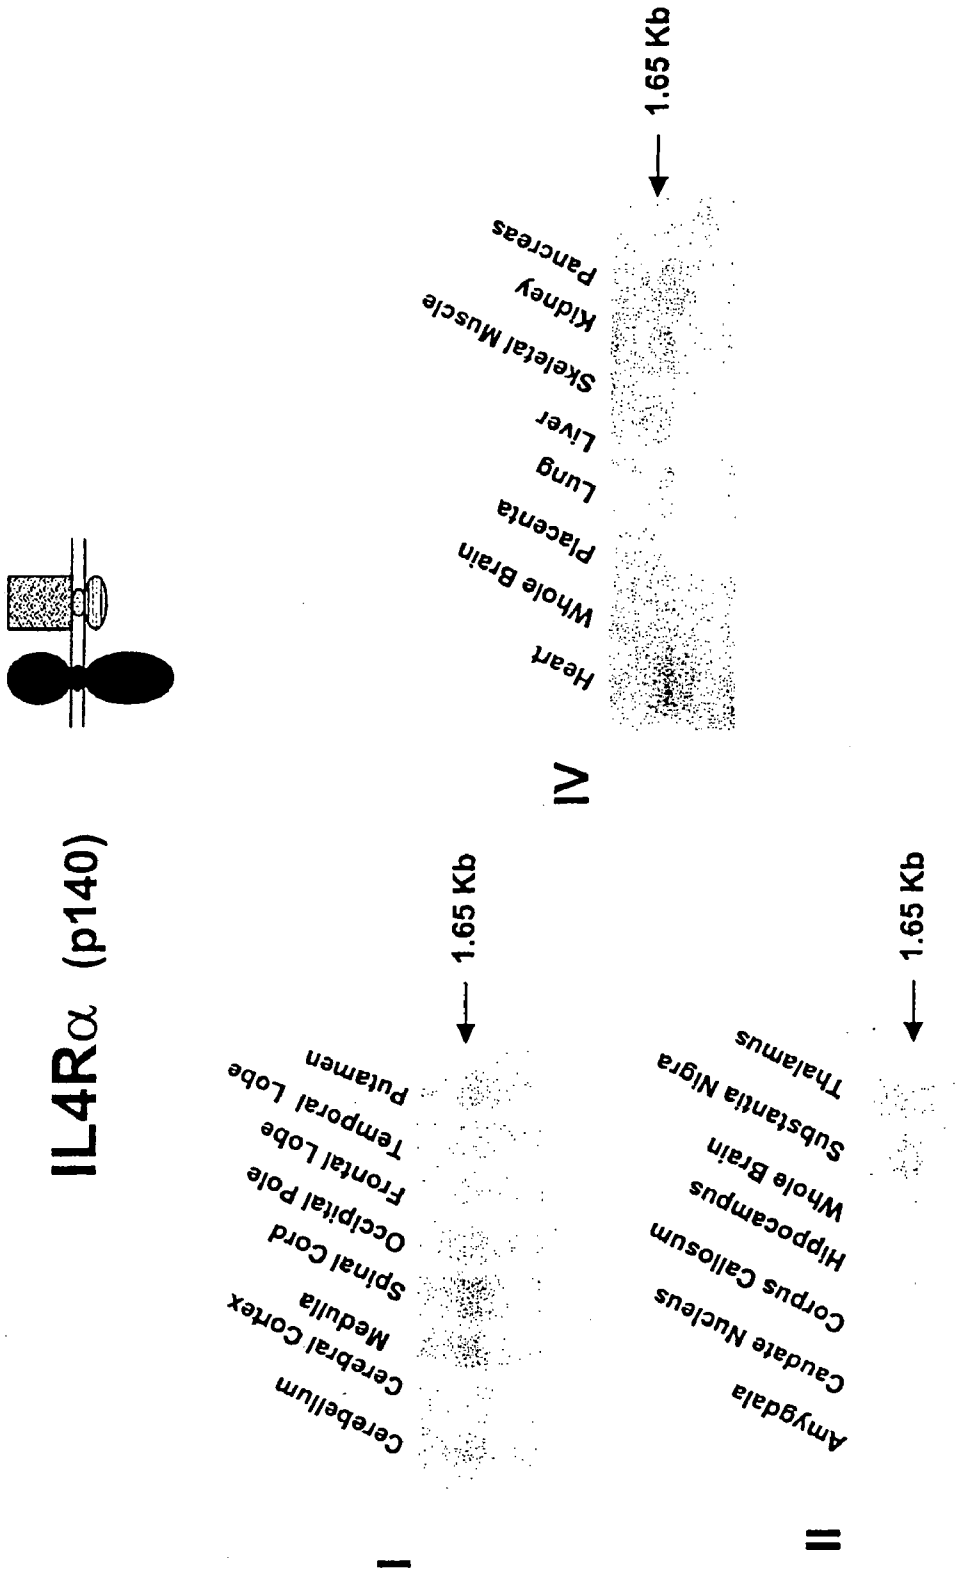 IL4Rα (p140)
I
Cerebellum
Cerebral Cortex
Medulla
Spinal Cord
Occipital Pole
Frontal Lobe
Temporal Lobe
Putamen
1.65 Kb
II
Amygdala
Caudate Nucleus
Corpus Callosum
Hippocampus
Whole Brain
Substantia Nigra
Thalamus
1.65 Kb
IV
Heart
Whole Brain
Placenta
Lung
Liver
Skeletal Muscle
Kidney
Pancreas
1.65 Kb